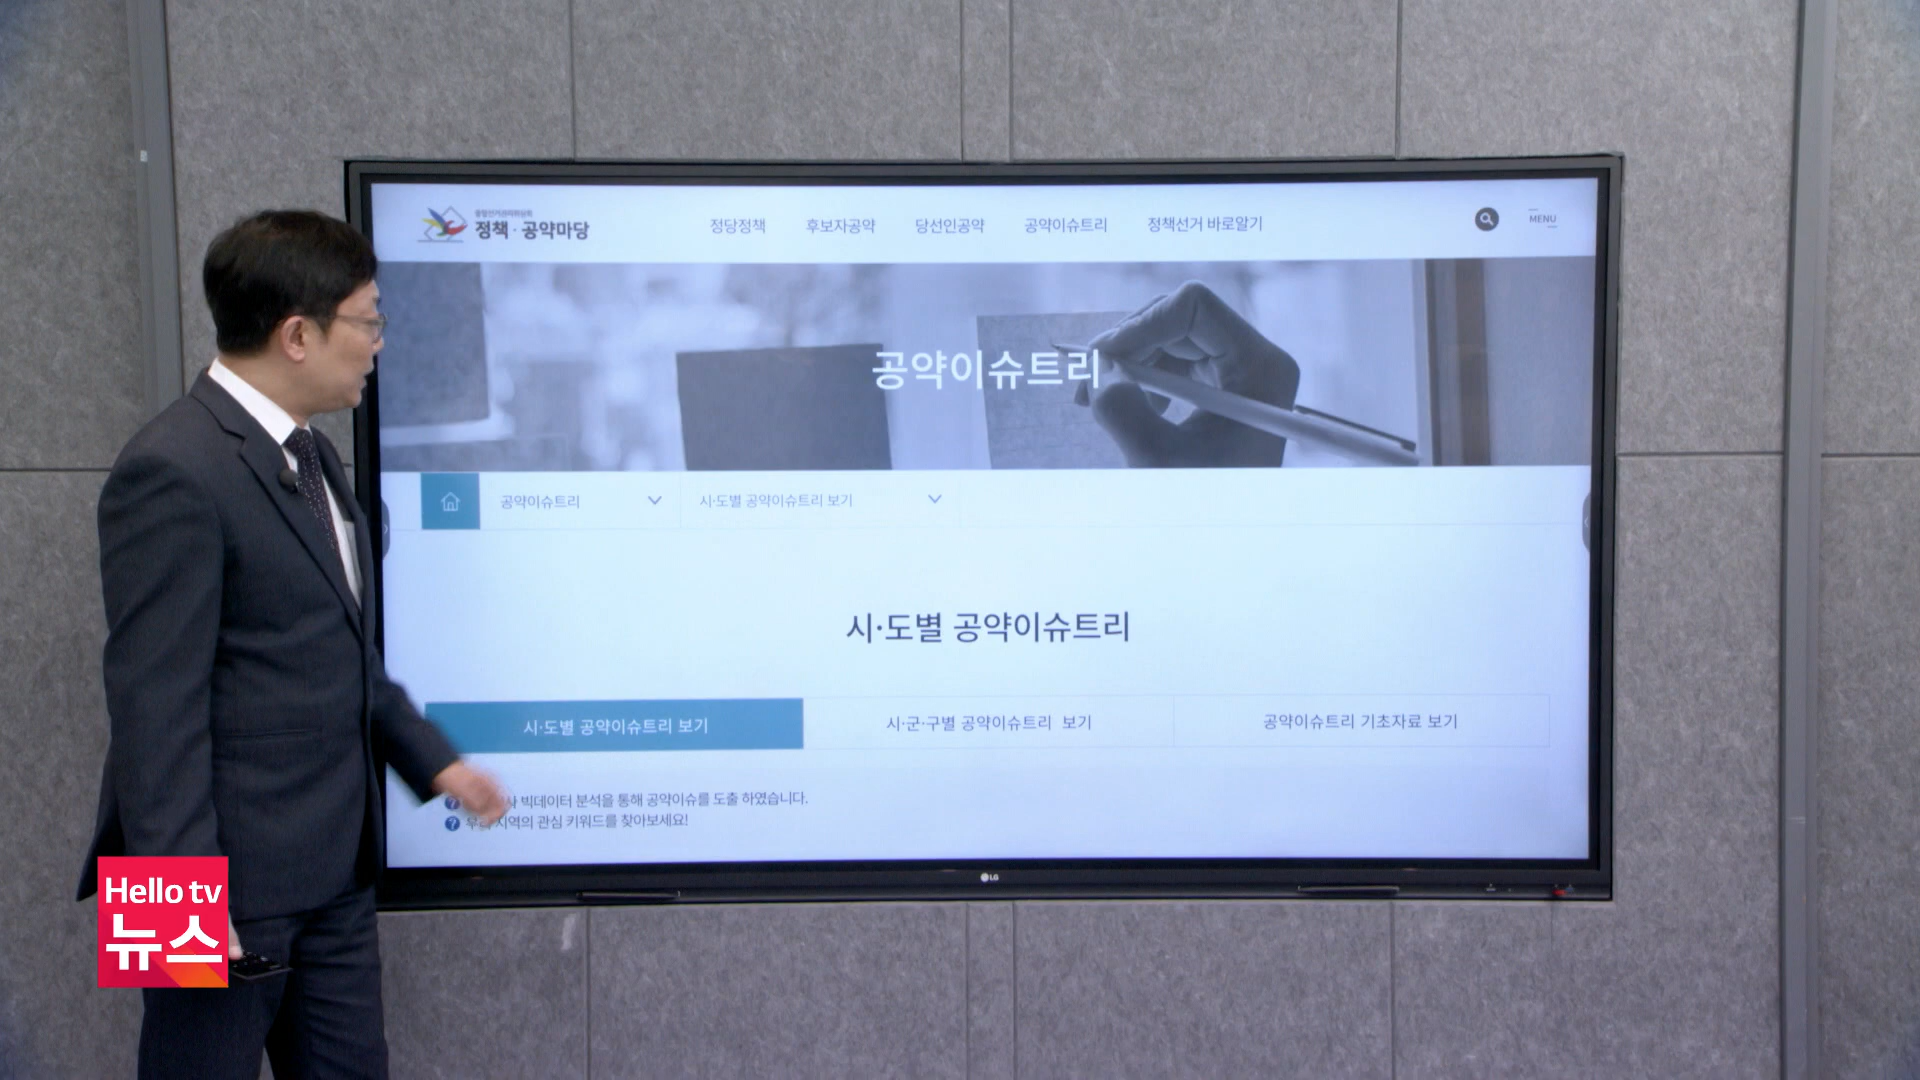 중앙선거관리위원회
정책·공약마당
정당정책 후보자공약 당선인공약 공약이슈트리 정책선거 바로알기
MENU
공약이슈트리
공약이슈트리 시·도별 공약이슈트리 보기
시·도별 공약이슈트리
시·도별 공약이슈트리 보기 시·군·구별 공약이슈트리 보기 공약이슈트리 기초자료 보기
빅데이터 분석을 통해 공약이슈를 도출 하였습니다.
우리 지역의 관심 키워드를 찾아보세요!
LG
Hello tv
뉴스